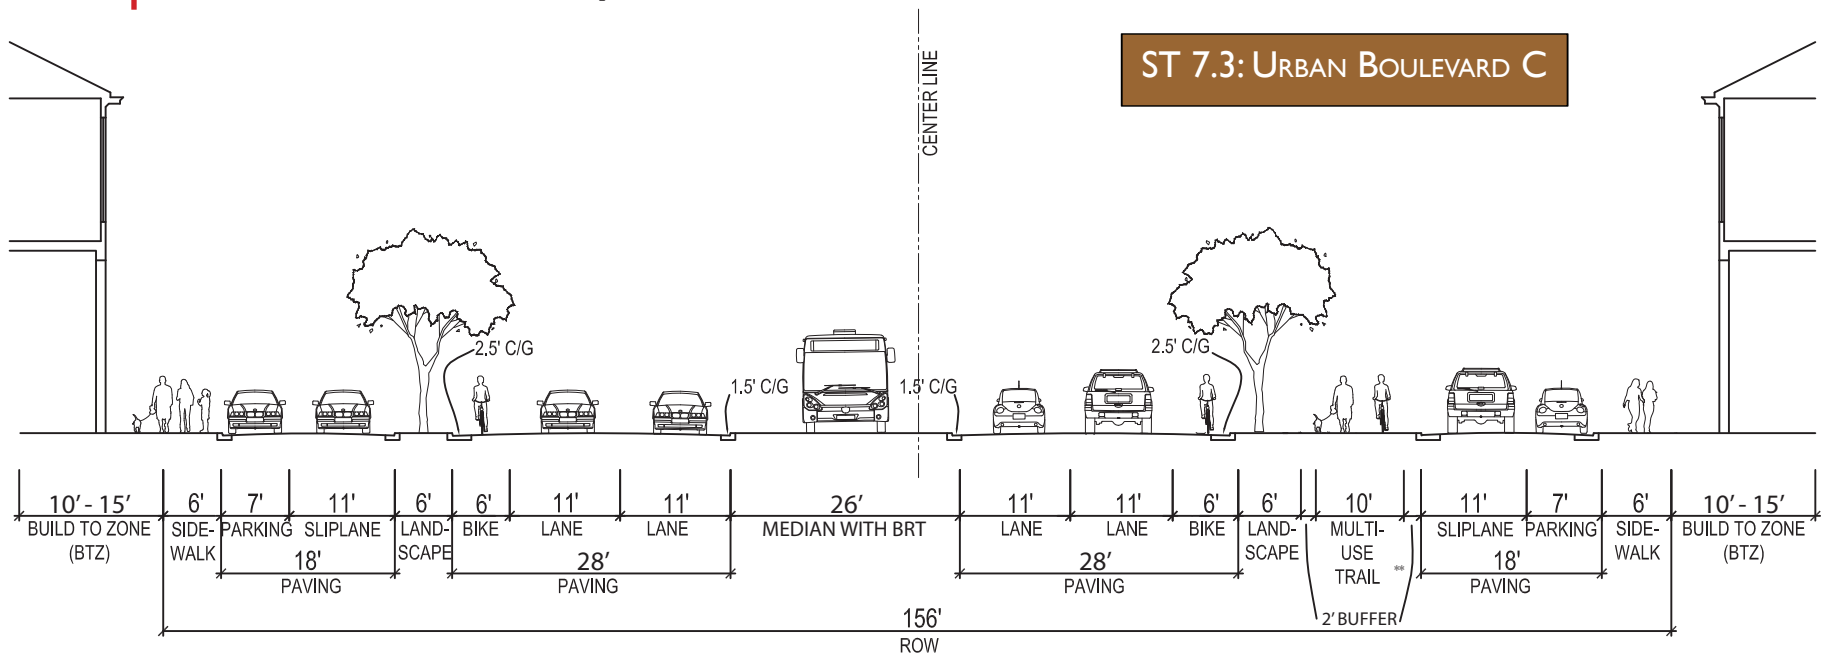 ST 7.3: URBAN BOULEVARD C
CENTER LINE
2.5' C/G
1.5' C/G
1.5' C/G
2.5' C/G
10' - 15' 6' 7' 11' 6' 6' 11' 11' 26' 11' 11' 6' 6' 10' 11' 7' 6' 10' - 15'
BUILD TO ZONE SIDE- PARKING SLIPLANE LAND- BIKE LANE LANE MEDIAN WITH BRT LANE LANE BIKE LAND- MULTI- SLIPLANE PARKING SIDE- BUILD TO ZONE
(BTZ) WALK SCAPE SCAPE USE WALK (BTZ)
18' 28' 28' TRAIL ** 18'
PAVING PAVING PAVING PAVING
156' 2' BUFFER
ROW